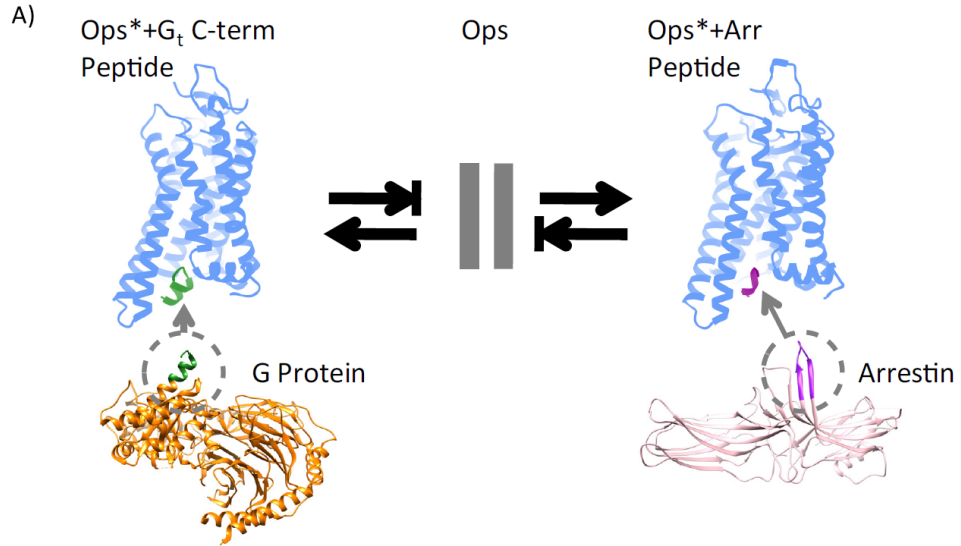 A)
Ops*+Gt C-term
Peptide
Ops
Ops*+Arr
Peptide
G Protein
Arrestin